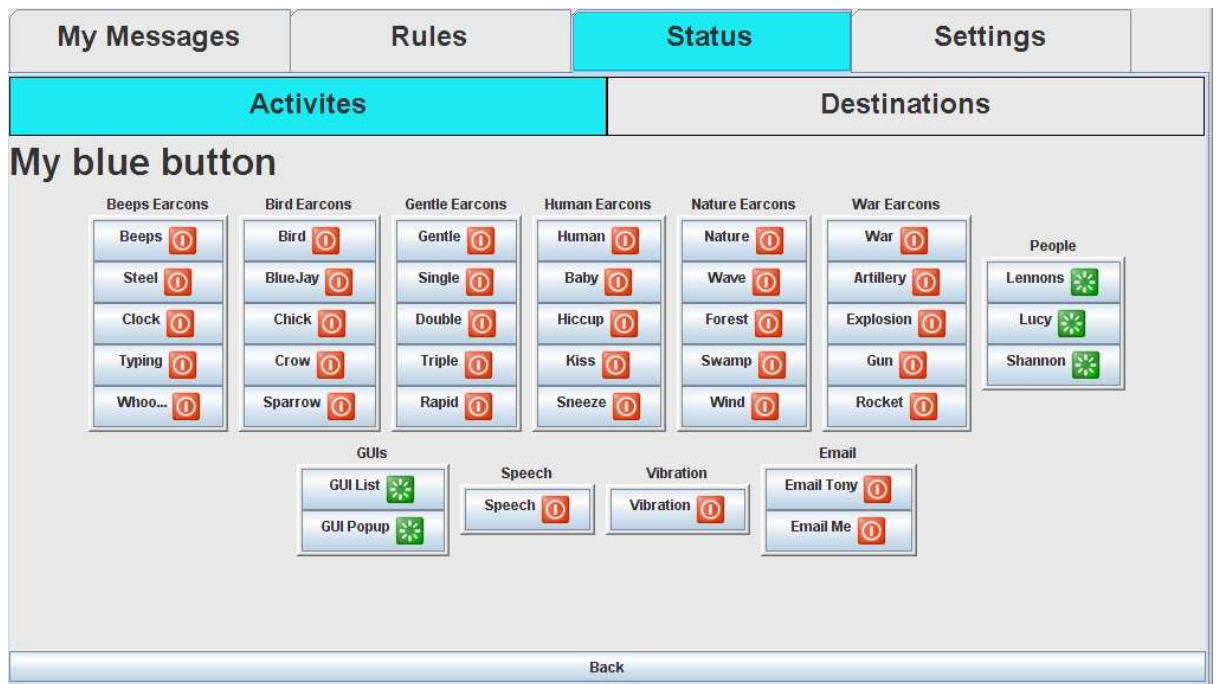 My Messages Rules Status Settings
Activites Destinations
My blue button
Beeps Earcons Bird Earcons Gentle Earcons Human Earcons Nature Earcons War Earcons
Beeps Bird Gentle Human Nature War
People
Steel BlueJay Single Baby Wave Artillery Lennons
Clock Chick Double Hiccup Forest Explosion Lucy
Typing Crow Triple Kiss Swamp Gun Shannon
Whoo... Sparrow Rapid Sneeze Wind Rocket
GUIs Speech Vibration Email
GUI List Speech Vibration Email Tony
GUI Popup Email Me
Back